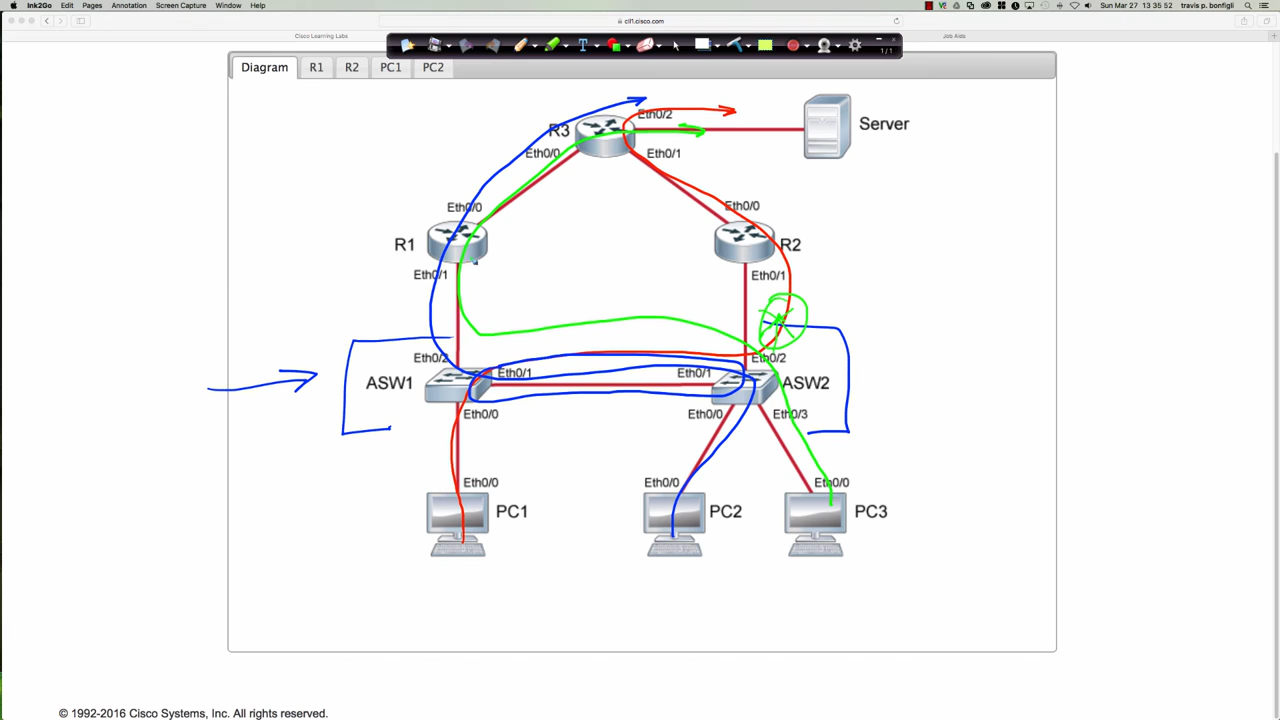 Ink2Go Edit Pages Annotation Screen Capture Window Help Sun Mar 27 13:35:52 travis p. bonfigli
cll1.cisco.com
Cisco Learning Labs Job Aids
1/1
Diagram R1 R2 PC1 PC2
Eth0/2
R3 Server
Eth0/0 Eth0/1
Eth0/0 Eth0/0
R1 R2
Eth0/1 Eth0/1
Eth0/2 Eth0/2
Eth0/1 Eth0/1
ASW1 ASW2
Eth0/0 Eth0/0 Eth0/3
Eth0/0 Eth0/0 Eth0/0
PC1 PC2 PC3
© 1992-2016 Cisco Systems, Inc. All rights reserved.